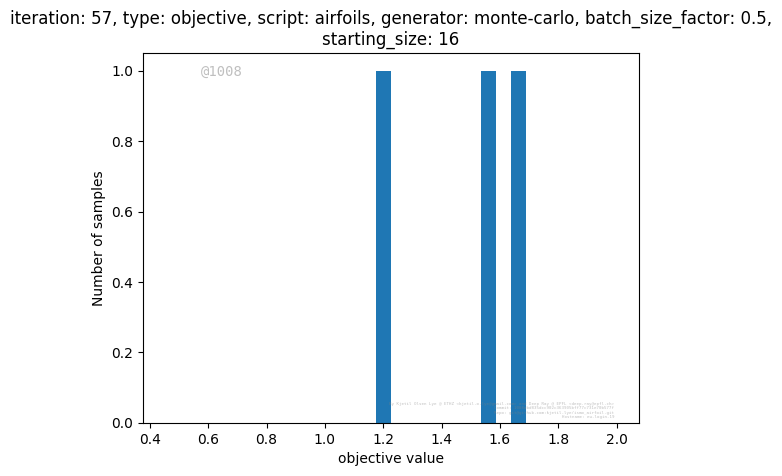 iteration: 57, type: objective, script: airfoils, generator: monte-carlo, batch_size_factor: 0.5,
starting_size: 16
@1008
1.0
0.8
0.6
0.4
0.2
0.0
Number of samples
0.4 0.6 0.8 1.0 1.2 1.4 1.6 1.8 2.0
objective value